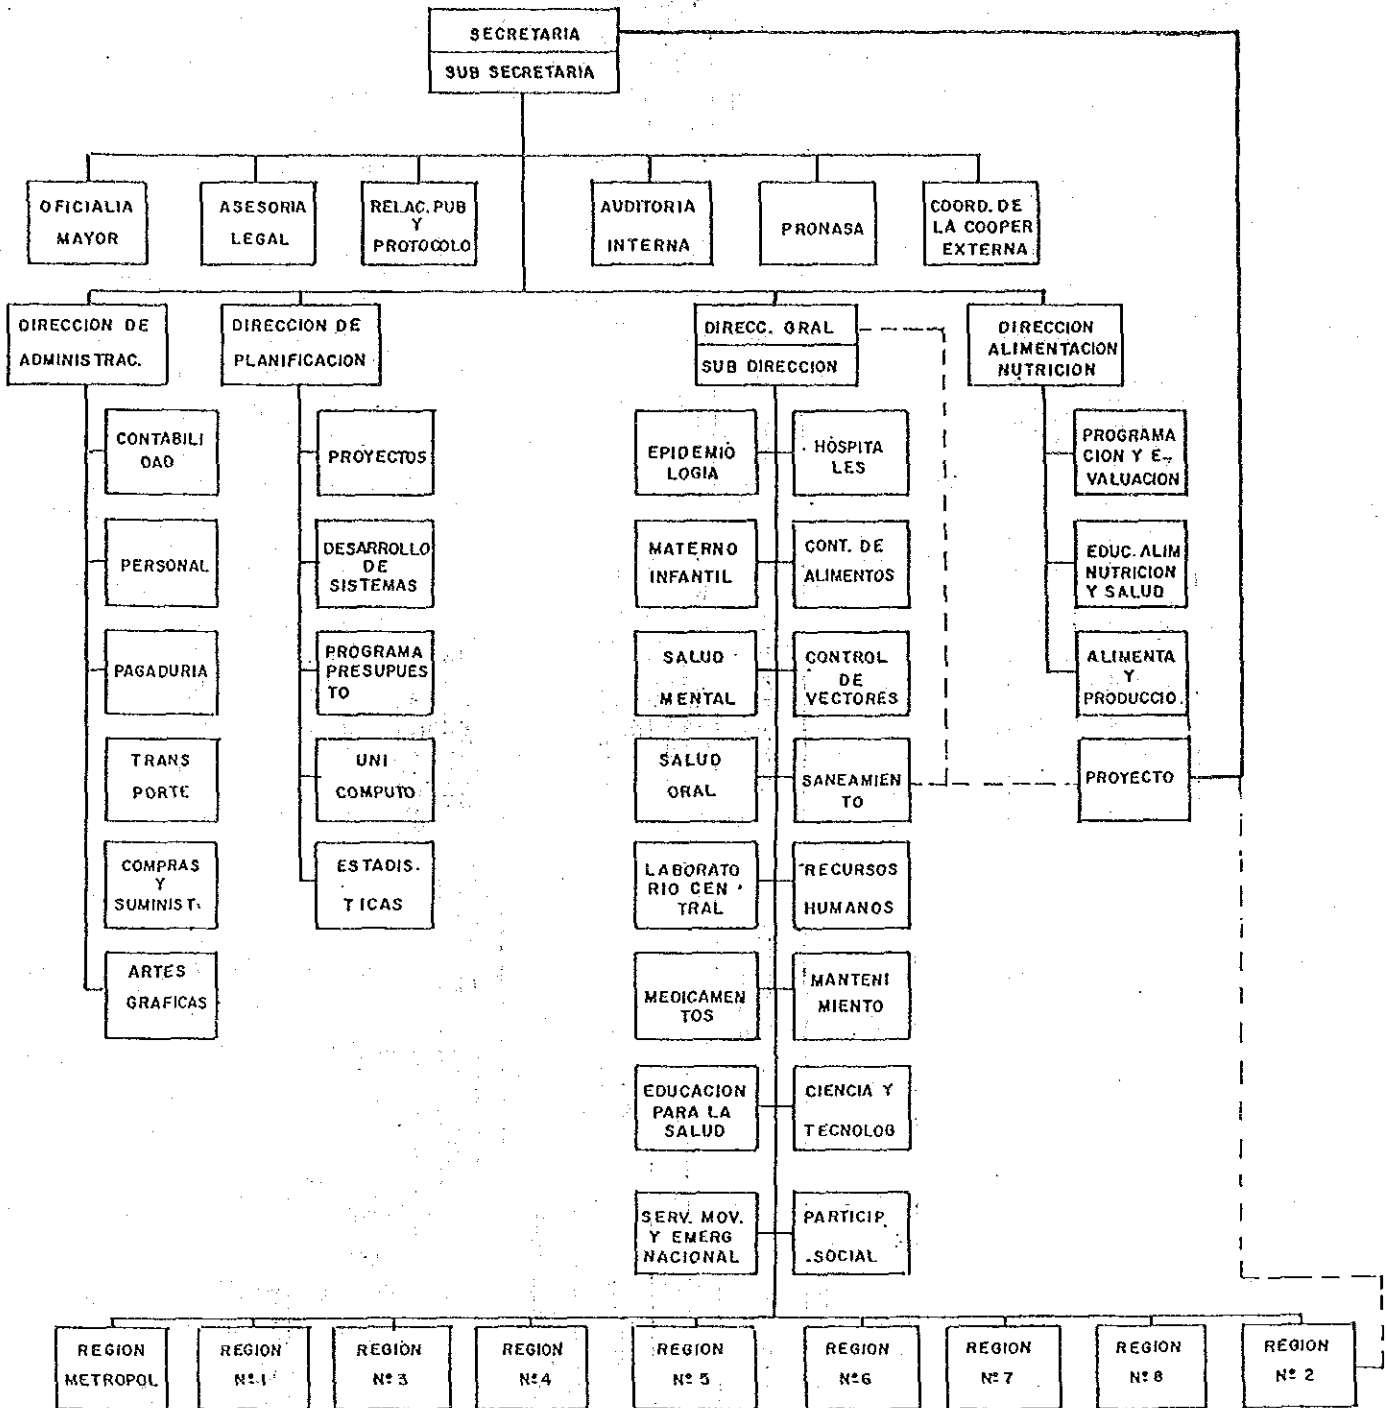 SECRETARIA
SUB SECRETARIA
OFICIALIA
MAYOR
ASESORIA
LEGAL
RELAC. PUB
Y
PROTOCOLO
AUDITORIA
INTERNA
PRONASA
COORD. DE
LA COOPER
EXTERNA
DIRECCION DE
ADMINISTRAC.
DIRECCION DE
PLANIFICACION
DIRECC. GRAL
SUB DIRECCION
DIRECCION
ALIMENTACION
NUTRICION
CONTABILI
DAD
PERSONAL
PAGADURIA
TRANS
PORTE
COMPRAS
Y
SUMINIST.
ARTES
GRAFICAS
PROYECTOS
DESARROLLO
DE
SISTEMAS
PROGRAMA
PRESUPUES
TO
UNI
COMPUTO
ESTADIS.
TICAS
EPIDEMIO
LOGIA
HOSPITA
LES
MATERNO
INFANTIL
CONT. DE
ALIMENTOS
SALUD
MENTAL
CONTROL
DE
VECTORES
SALUD
ORAL
SANEAMIEN
TO
LABORATO
RIO CEN
TRAL
RECURSOS
HUMANOS
MEDICAMEN
TOS
MANTENI
MIENTO
EDUCACION
PARA LA
SALUD
CIENCIA Y
TECNOLOG
SERV. MOV.
Y EMERG
NACIONAL
PARTICIP.
SOCIAL
PROGRAMA
CION Y E-
VALUACION
EDUC. ALIM
NUTRICION
Y SALUD
ALIMENTA
Y
PRODUCCIO.
PROYECTO
REGION
METROPOL
REGION
Nº 1
REGION
Nº 3
REGION
Nº 4
REGION
Nº 5
REGION
Nº 6
REGION
Nº 7
REGION
Nº 8
REGION
Nº 2